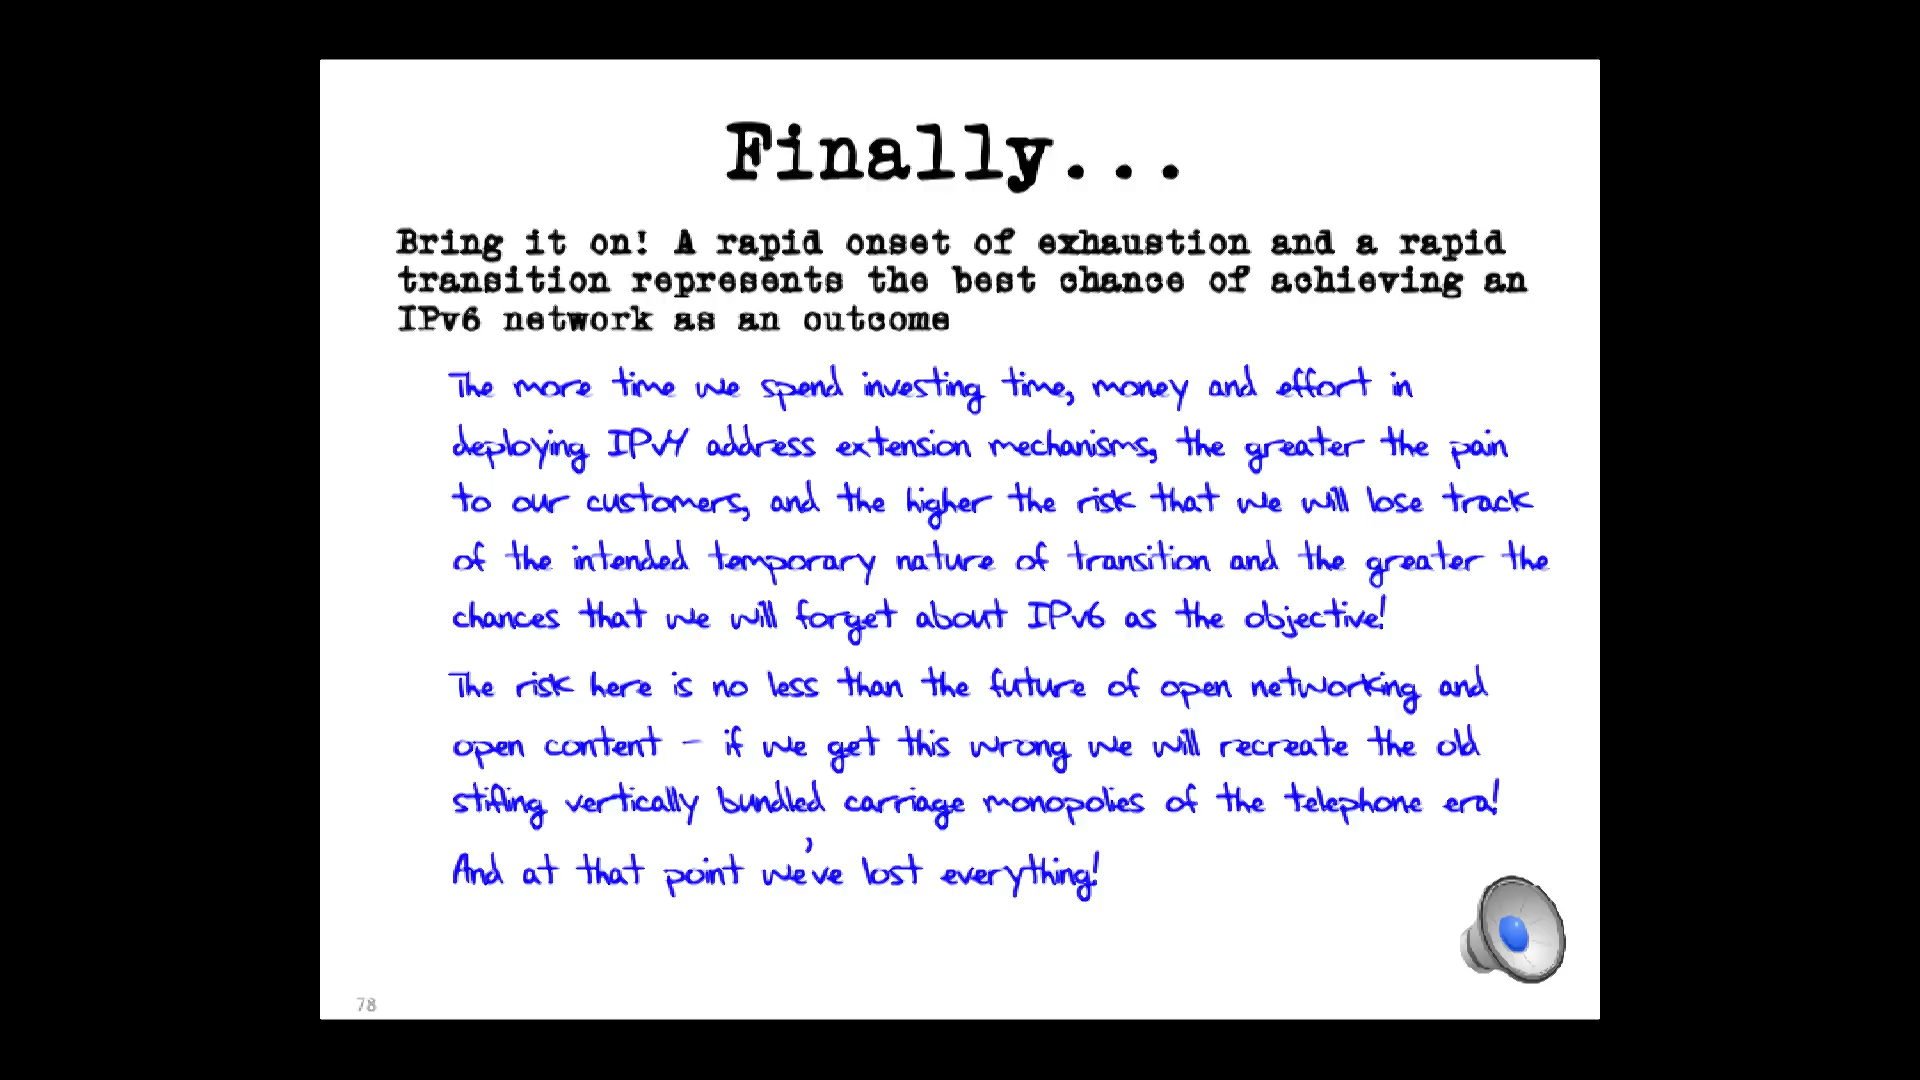 Finally...
Bring it on! A rapid onset of exhaustion and a rapid
transition represents the best chance of achieving an
IPv6 network as an outcome
The more time we spend investing time, money and effort in
deploying IPv4 address extension mechanisms, the greater the pain
to our customers, and the higher the risk that we will lose track
of the intended temporary nature of transition and the greater the
chances that we will forget about IPv6 as the objective!
The risk here is no less than the future of open networking and
open content - if we get this wrong we will recreate the old
stifling vertically bundled carriage monopolies of the telephone era!
And at that point we've lost everything!
78